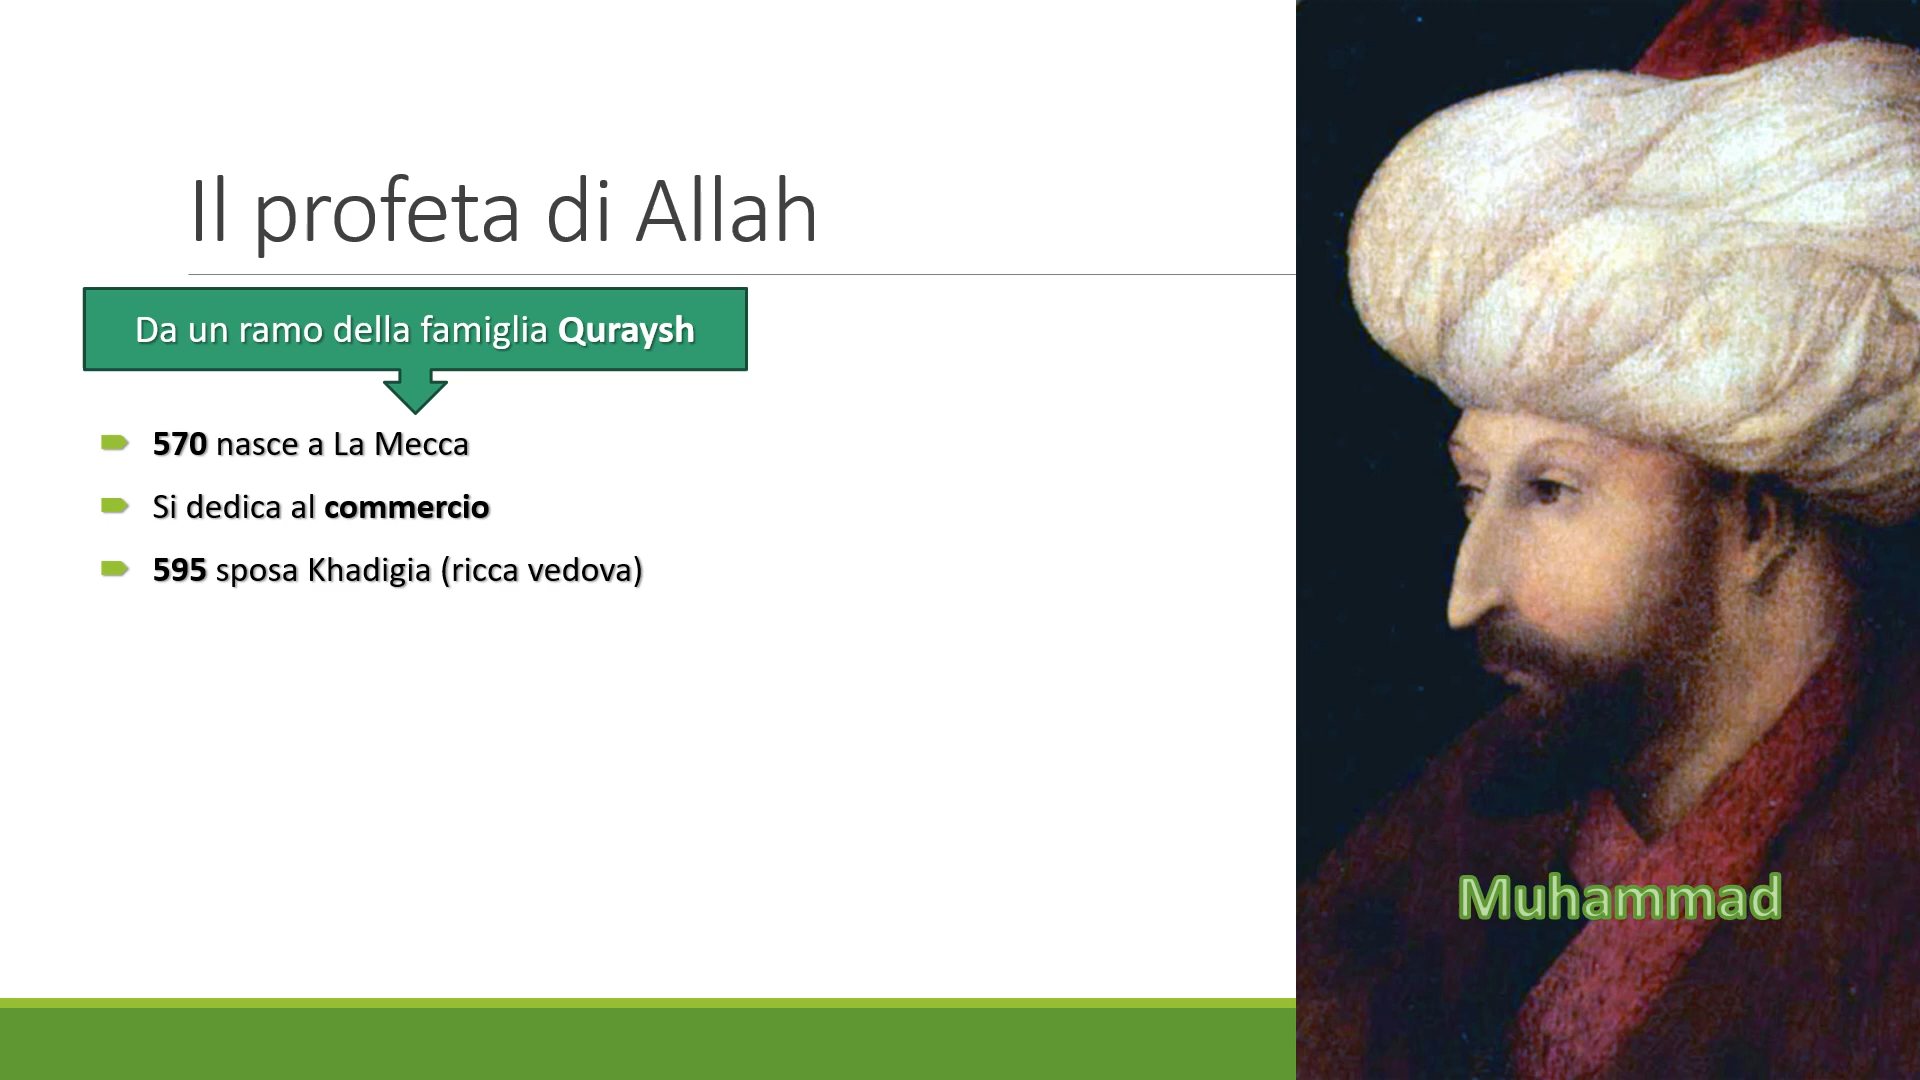 Il profeta di Allah
Da un ramo della famiglia Quraysh
570 nasce a La Mecca
Si dedica al commercio
595 sposa Khadigia (ricca vedova)
Muhammad